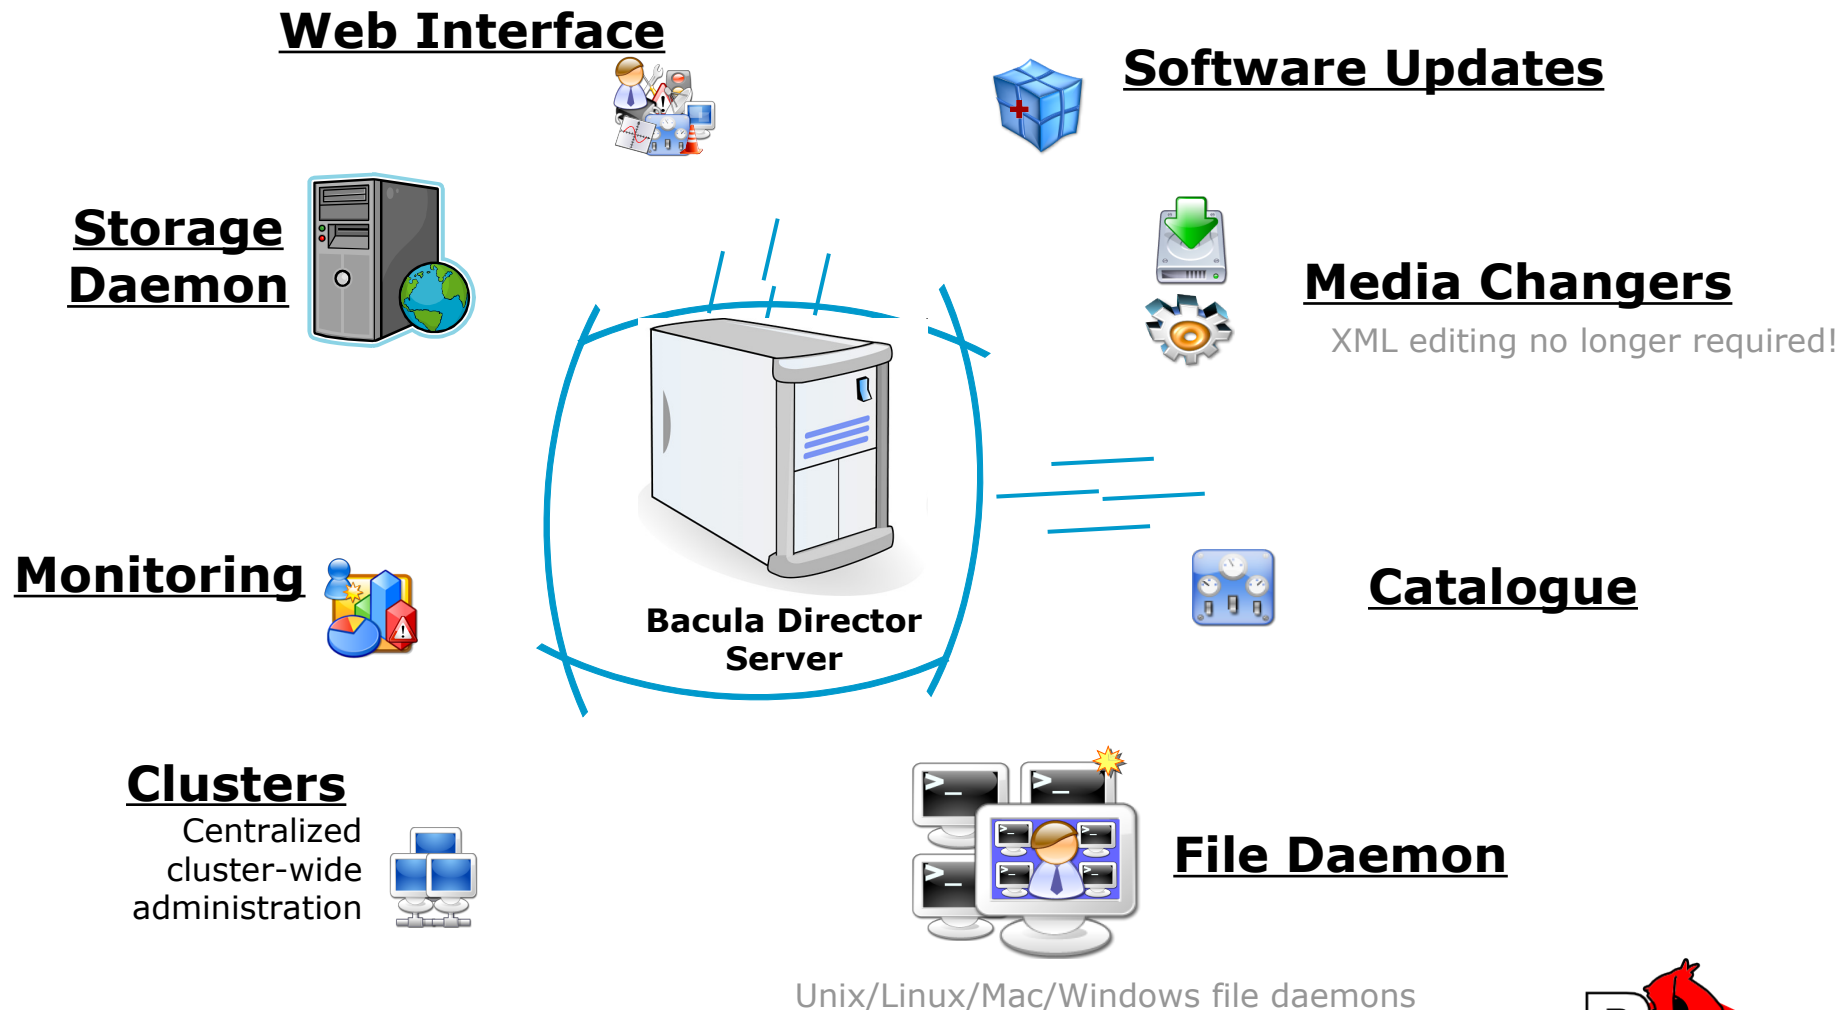 Web Interface
Software Updates
Storage
Daemon
Media Changers
XML editing no longer required!
Bacula Director
Server
Monitoring
Catalogue
Clusters
Centralized
cluster-wide
administration
File Daemon
Unix/Linux/Mac/Windows file daemons